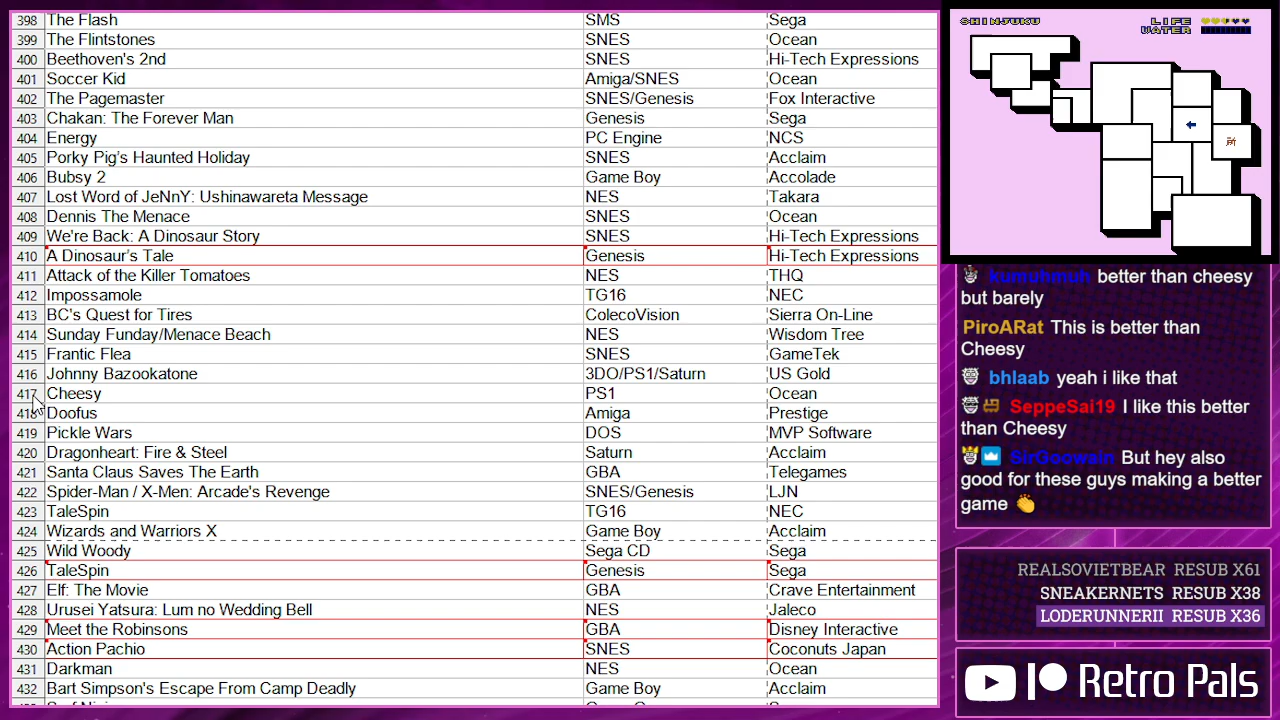 398 The Flash SMS Sega
399 The Flintstones SNES Ocean
400 Beethoven's 2nd SNES Hi-Tech Expressions
401 Soccer Kid Amiga/SNES Ocean
402 The Pagemaster SNES/Genesis Fox Interactive
403 Chakan: The Forever Man Genesis Sega
404 Energy PC Engine NCS
405 Porky Pig's Haunted Holiday SNES Acclaim
406 Bubsy 2 Game Boy Accolade
407 Lost Word of JeNnY: Ushinawareta Message NES Takara
408 Dennis The Menace SNES Ocean
409 We're Back: A Dinosaur Story SNES Hi-Tech Expressions
410 A Dinosaur's Tale Genesis Hi-Tech Expressions
411 Attack of the Killer Tomatoes NES THQ
412 Impossamole TG16 NEC
413 BC's Quest for Tires ColecoVision Sierra On-Line
414 Sunday Funday/Menace Beach NES Wisdom Tree
415 Frantic Flea SNES GameTek
416 Johnny Bazookatone 3DO/PS1/Saturn US Gold
417 Cheesy PS1 Ocean
418 Doofus Amiga Prestige
419 Pickle Wars DOS MVP Software
420 Dragonheart: Fire & Steel Saturn Acclaim
421 Santa Claus Saves The Earth GBA Telegames
422 Spider-Man / X-Men: Arcade's Revenge SNES/Genesis LJN
423 TaleSpin TG16 NEC
424 Wizards and Warriors X Game Boy Acclaim
425 Wild Woody Sega CD Sega
426 TaleSpin Genesis Sega
427 Elf: The Movie GBA Crave Entertainment
428 Urusei Yatsura: Lum no Wedding Bell NES Jaleco
429 Meet the Robinsons GBA Disney Interactive
430 Action Pachio SNES Coconuts Japan
431 Darkman NES Ocean
432 Bart Simpson's Escape From Camp Deadly Game Boy Acclaim
SHINJUKU LIFE
WATER
kumuhmuh better than cheesy
but barely
PiroARat This is better than
Cheesy
bhlaab yeah i like that
SeppeSai19 I like this better
than Cheesy
SirGoowain But hey also
good for these guys making a better
game 👏
REALSOVIETBEAR RESUB X61
SNEAKERNETS RESUB X38
LODERUNNERII RESUB X36
Retro Pals